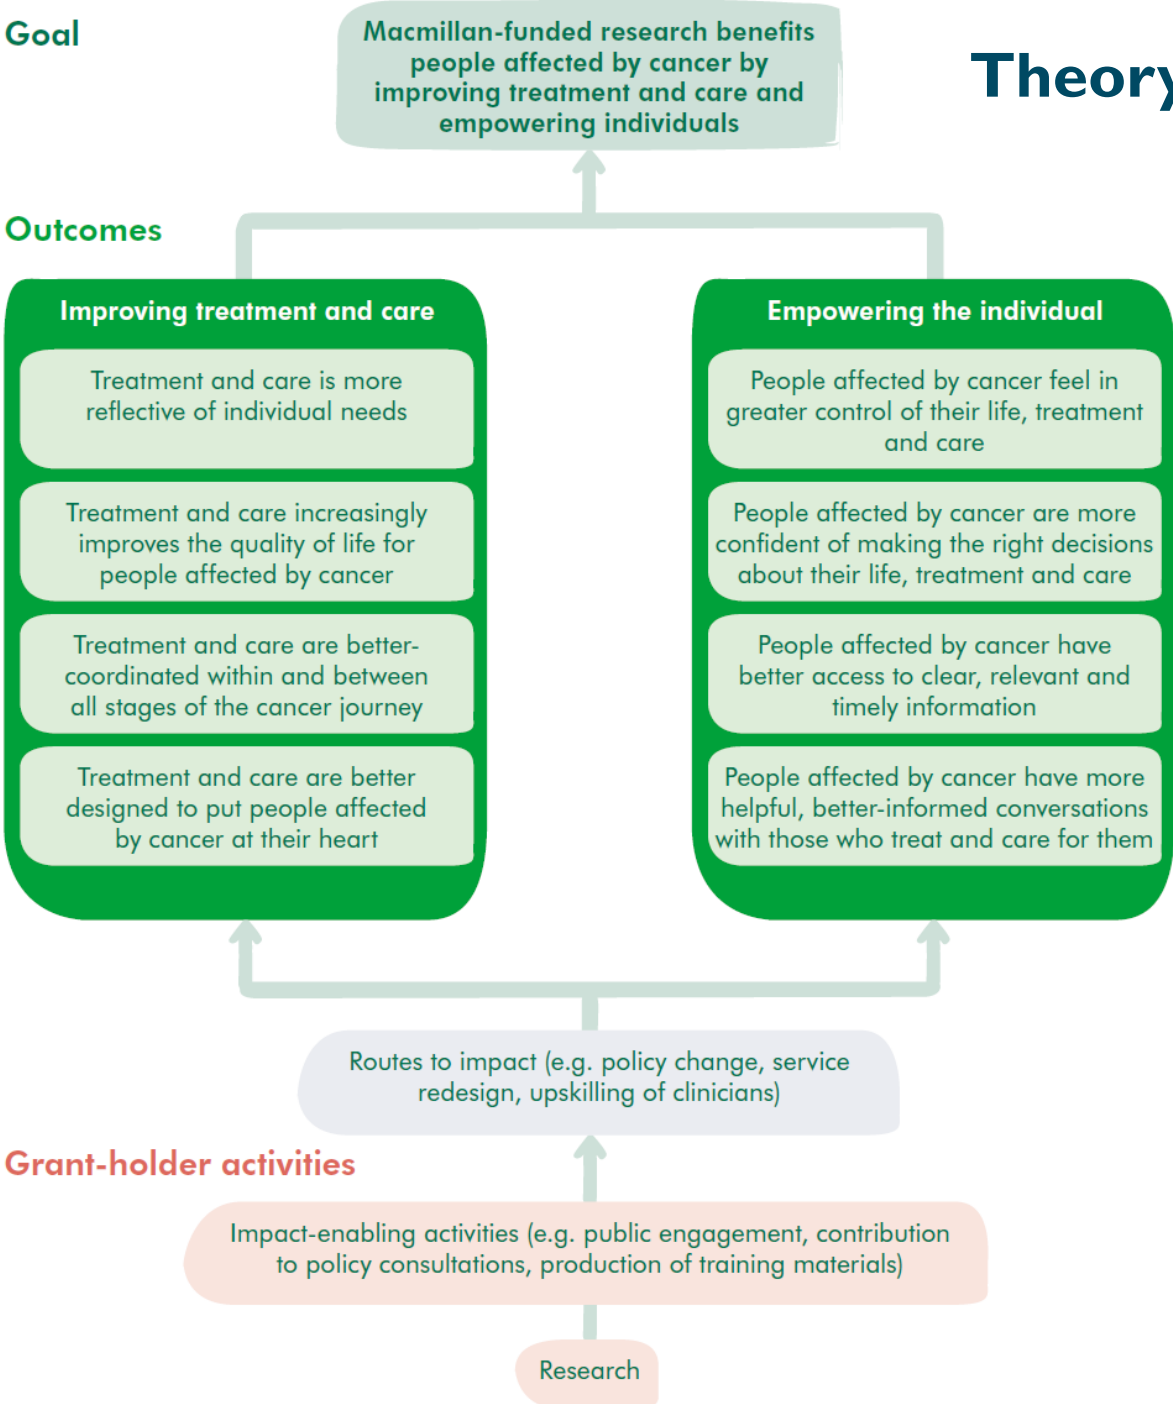 Goal
Macmillan-funded research benefits
people affected by cancer by
improving treatment and care and
empowering individuals
Theory
Outcomes
Improving treatment and care
Treatment and care is more
reflective of individual needs
Treatment and care increasingly
improves the quality of life for
people affected by cancer
Treatment and care are better-
coordinated within and between
all stages of the cancer journey
Treatment and care are better
designed to put people affected
by cancer at their heart
Empowering the individual
People affected by cancer feel in
greater control of their life, treatment
and care
People affected by cancer are more
confident of making the right decisions
about their life, treatment and care
People affected by cancer have
better access to clear, relevant and
timely information
People affected by cancer have more
helpful, better-informed conversations
with those who treat and care for them
Routes to impact (e.g. policy change, service
redesign, upskilling of clinicians)
Grant-holder activities
Impact-enabling activities (e.g. public engagement, contribution
to policy consultations, production of training materials)
Research